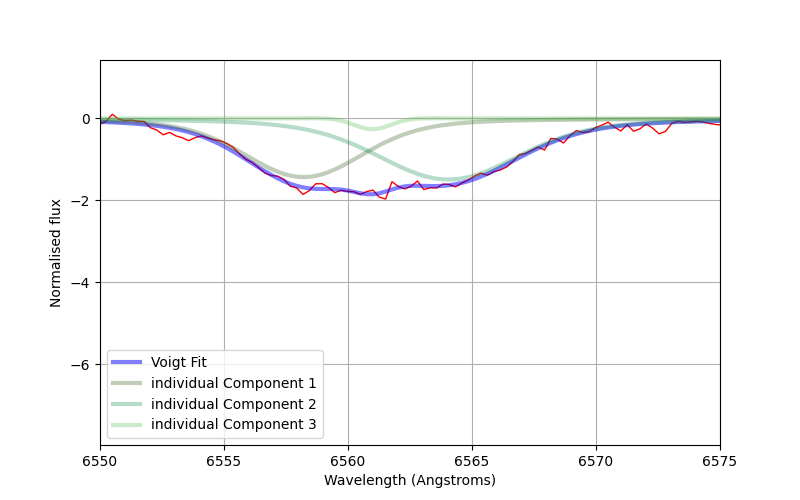 0
−2
−4
−6
Normalised flux
Voigt Fit
individual Component 1
individual Component 2
individual Component 3
6550 6555 6560 6565 6570 6575
Wavelength (Angstroms)